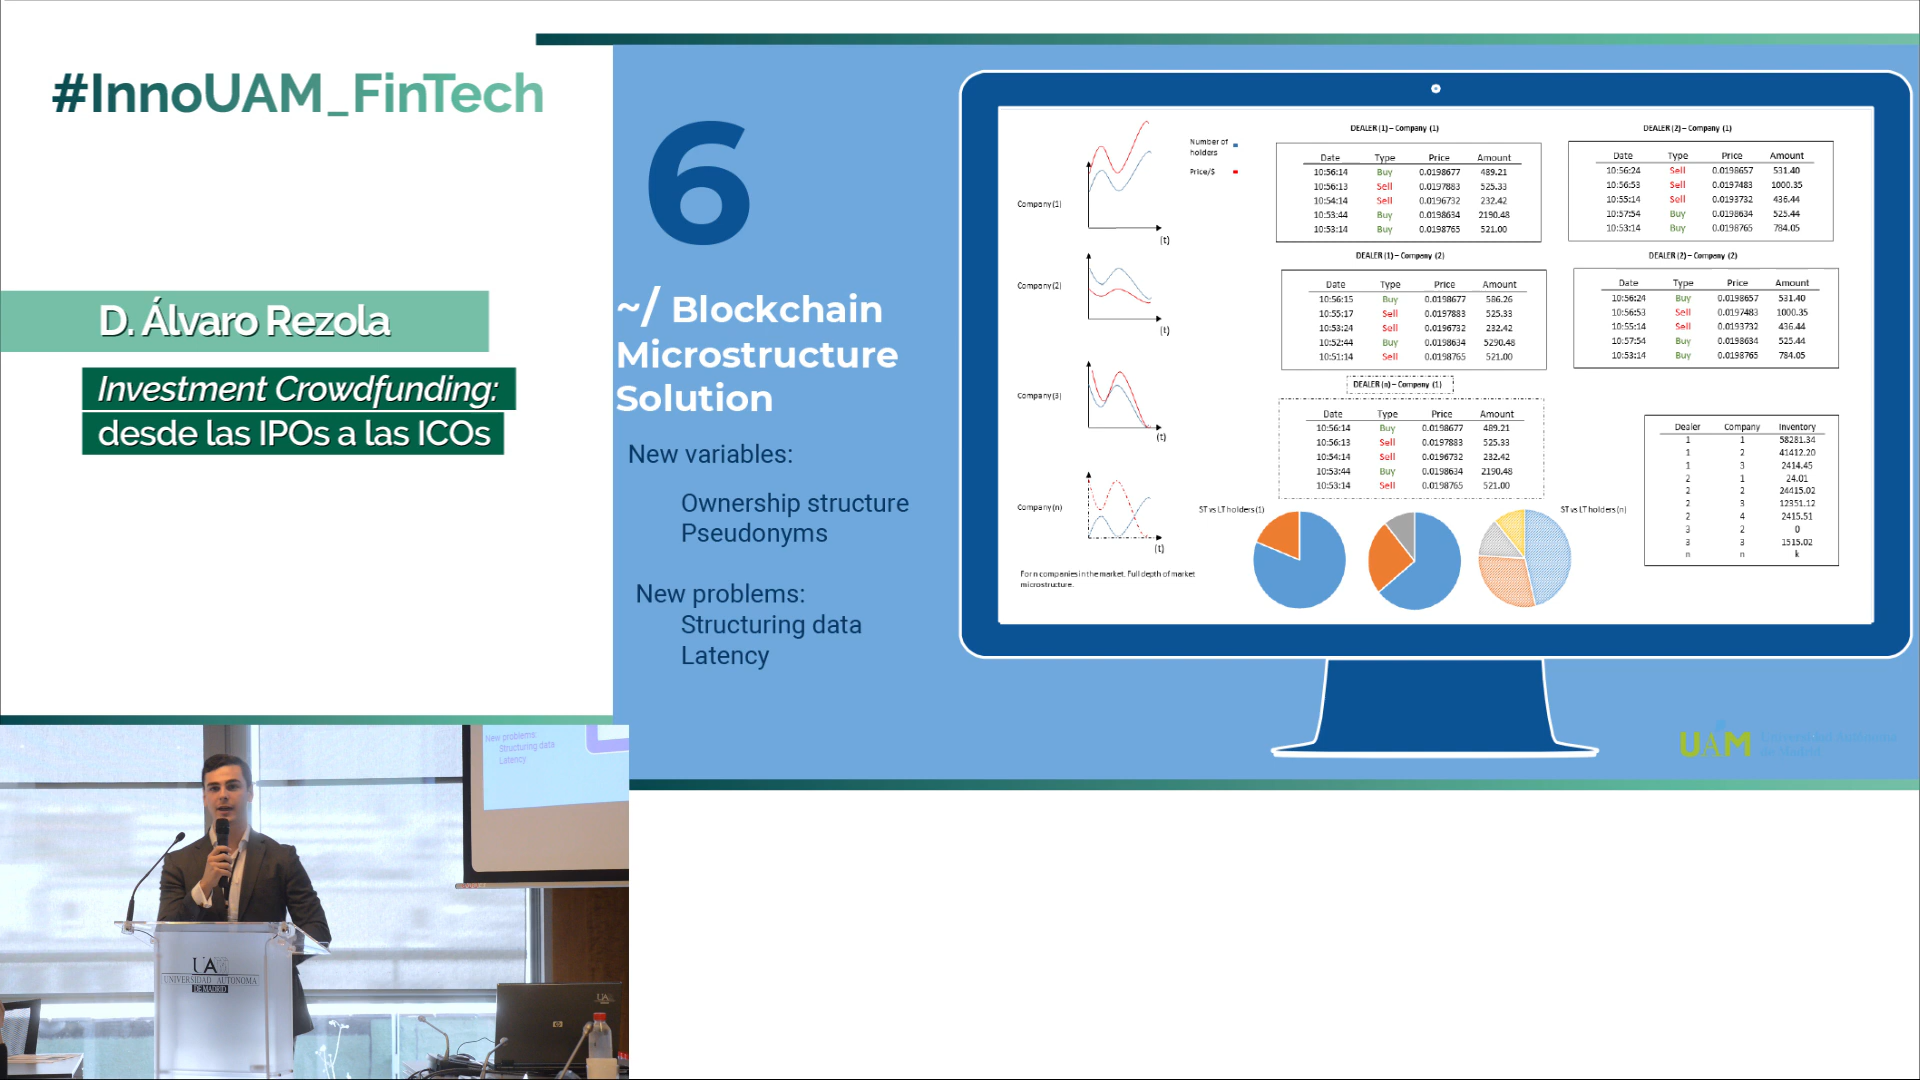 #InnoUAM_FinTech
D. Álvaro Rezola
Investment Crowdfunding:
desde las IPOs a las ICOs
6
~/ Blockchain
Microstructure
Solution
New variables:
Ownership structure
Pseudonyms
New problems:
Structuring data
Latency
Company (1)
(t)
Company (2)
(t)
Company (3)
(t)
Company (n)
(t)
Number of
holders
Price/$
For n companies in the market. Full depth of market
microstructure.
DEALER (1) – Company (1)
Date Type Price Amount
10:56:14 Buy 0.0198677 489.21
10:56:13 Sell 0.0197883 525.33
10:54:14 Sell 0.0196732 232.42
10:53:44 Buy 0.0198634 2190.48
10:53:14 Buy 0.0198765 521.00
DEALER (2) – Company (1)
Date Type Price Amount
10:56:24 Sell 0.0198657 531.40
10:56:53 Sell 0.0197483 1000.35
10:55:14 Sell 0.0193732 436.44
10:57:54 Buy 0.0198634 525.44
10:53:14 Buy 0.0198765 784.05
DEALER (1) – Company (2)
Date Type Price Amount
10:56:15 Buy 0.0198677 586.26
10:55:17 Sell 0.0197883 525.33
10:53:24 Sell 0.0196732 232.42
10:52:44 Buy 0.0198634 5290.48
10:51:14 Sell 0.0198765 521.00
DEALER (2) – Company (2)
Date Type Price Amount
10:56:24 Buy 0.0198657 531.40
10:56:53 Sell 0.0197483 1000.35
10:55:14 Sell 0.0193732 436.44
10:57:54 Buy 0.0198634 525.44
10:53:14 Buy 0.0198765 784.05
DEALER (n) – Company (1)
Date Type Price Amount
10:56:14 Buy 0.0198677 489.21
10:56:13 Sell 0.0197883 525.33
10:54:14 Sell 0.0196732 232.42
10:53:44 Buy 0.0198634 2190.48
10:53:14 Sell 0.0198765 521.00
Dealer Company Inventory
1 1 58281.34
1 2 41412.20
1 3 2414.45
2 1 24.01
2 2 24415.02
2 3 12351.12
2 4 2415.51
3 2 0
3 3 1515.02
n n k
ST vs LT holders (1)
ST vs LT holders (n)
UAM Universidad Autónoma
de Madrid
New problems:
Structuring data
Latency
UA
UNIVERSIDAD AUTONOMA
DE MADRID